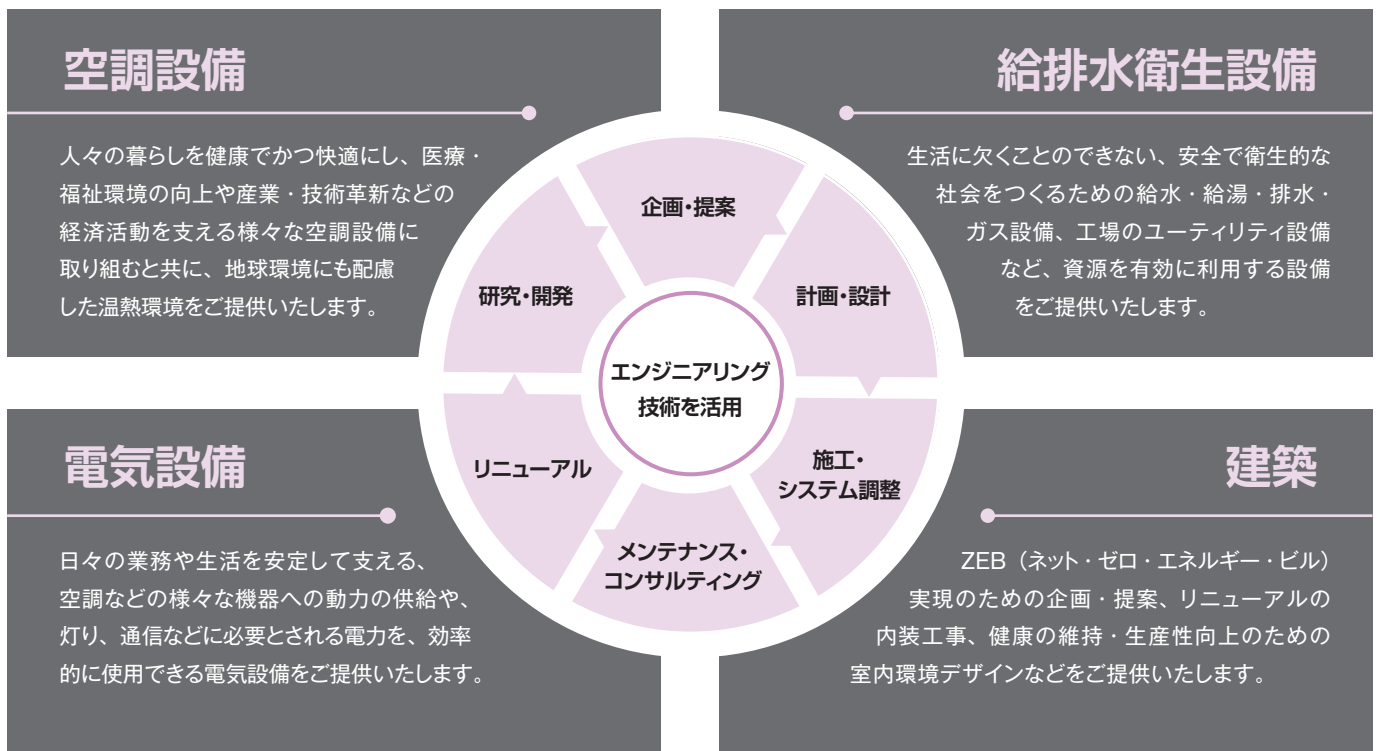 空調設備
人々の暮らしを健康でかつ快適にし、医療・
福祉環境の向上や産業・技術革新などの
経済活動を支える様々な空調設備に
取り組むと共に、地球環境にも配慮
した温熱環境をご提供いたします。
給排水衛生設備
生活に欠くことのできない、安全で衛生的な
社会をつくるための給水・給湯・排水・
ガス設備、工場のユーティリティ設備
など、資源を有効に利用する設備
をご提供いたします。
企画・提案
計画・設計
施工・
システム調整
メンテナンス・
コンサルティング
リニューアル
研究・開発
エンジニアリング
技術を活用
電気設備
日々の業務や生活を安定して支える、
空調などの様々な機器への動力の供給や、
灯り、通信などに必要とされる電力を、効率
的に使用できる電気設備をご提供いたします。
建築
ZEB（ネット・ゼロ・エネルギー・ビル）
実現のための企画・提案、リニューアルの
内装工事、健康の維持・生産性向上のための
室内環境デザインなどをご提供いたします。